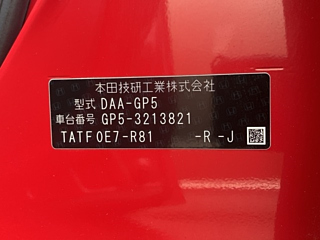 本田技研工業株式会社
型式 DAA-GP5
車台番号 GP5-3213821
TATF0E7-R81 -R -J